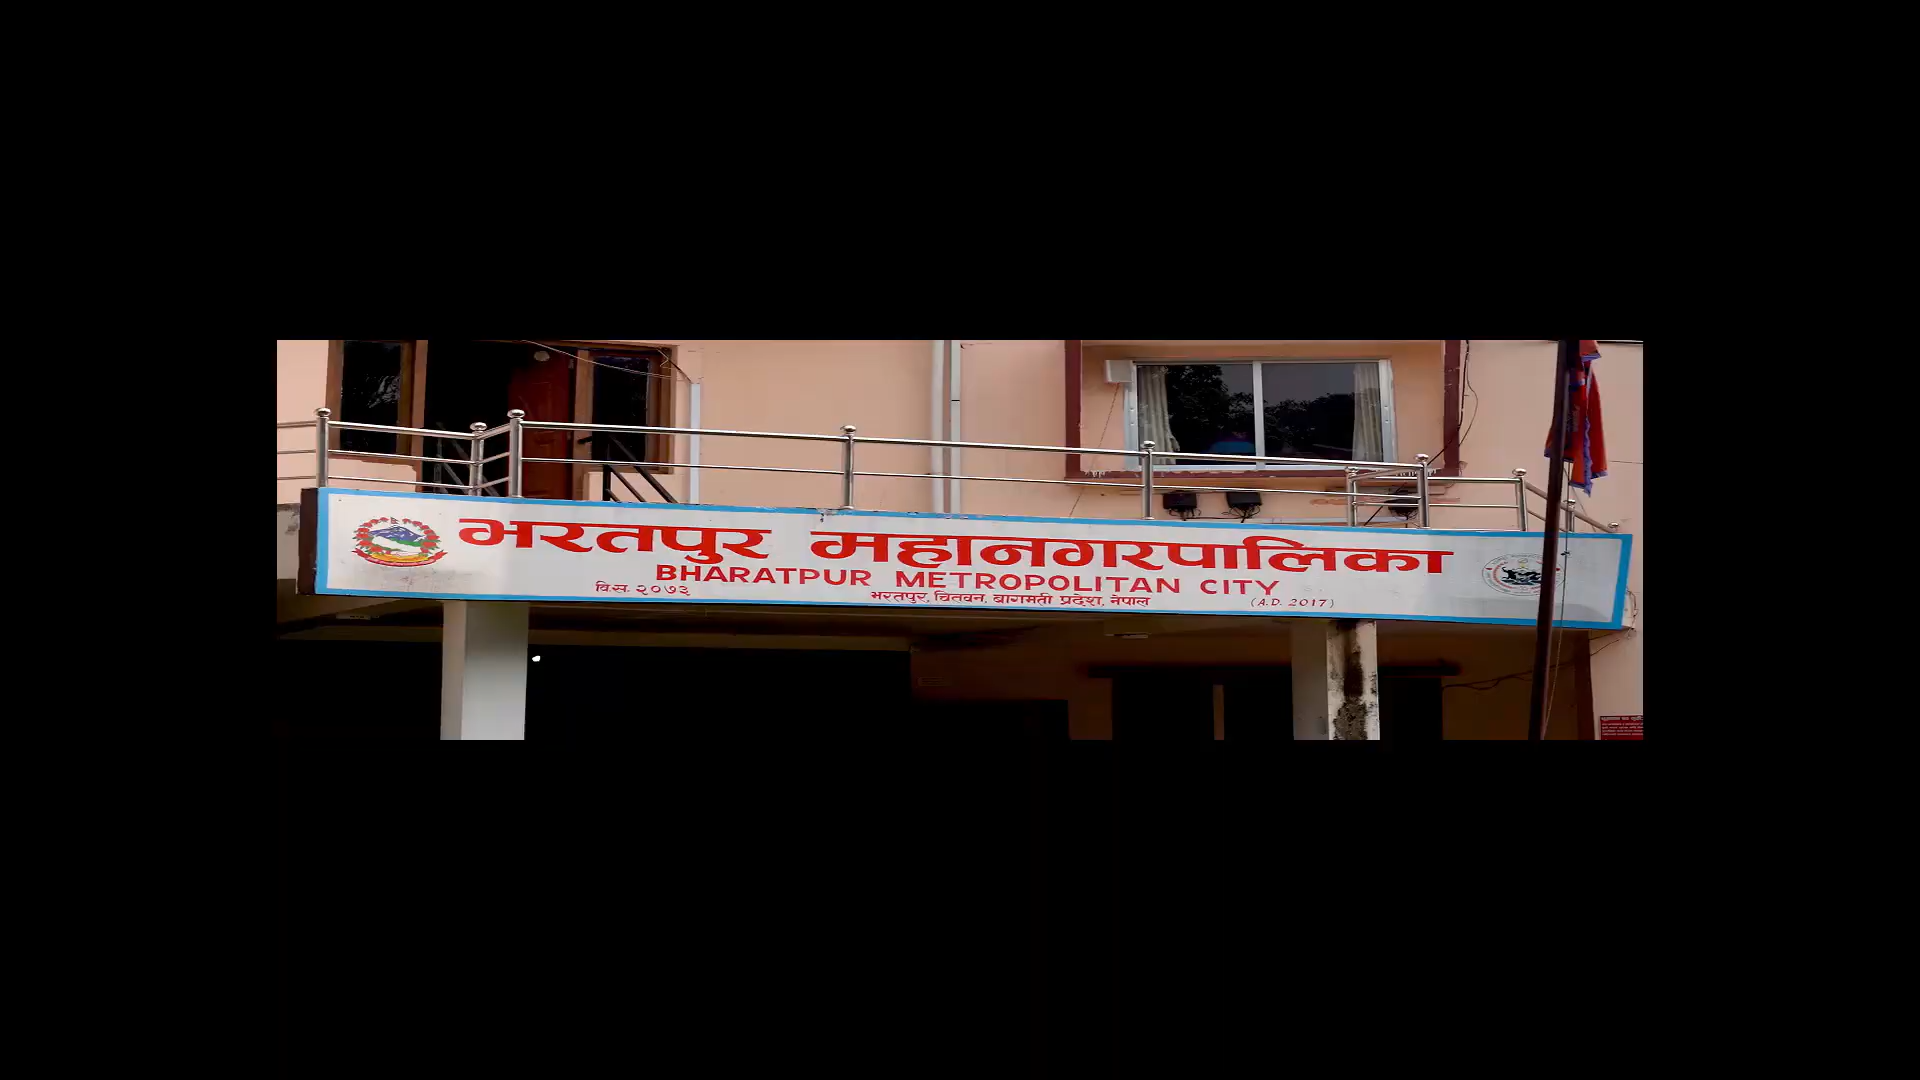 भरतपुर महानगरपालिका
BHARATPUR METROPOLITAN CITY
वि.स. २०७३
भरतपुर, चितवन, बागमती प्रदेश, नेपाल
(A.D. 2017)